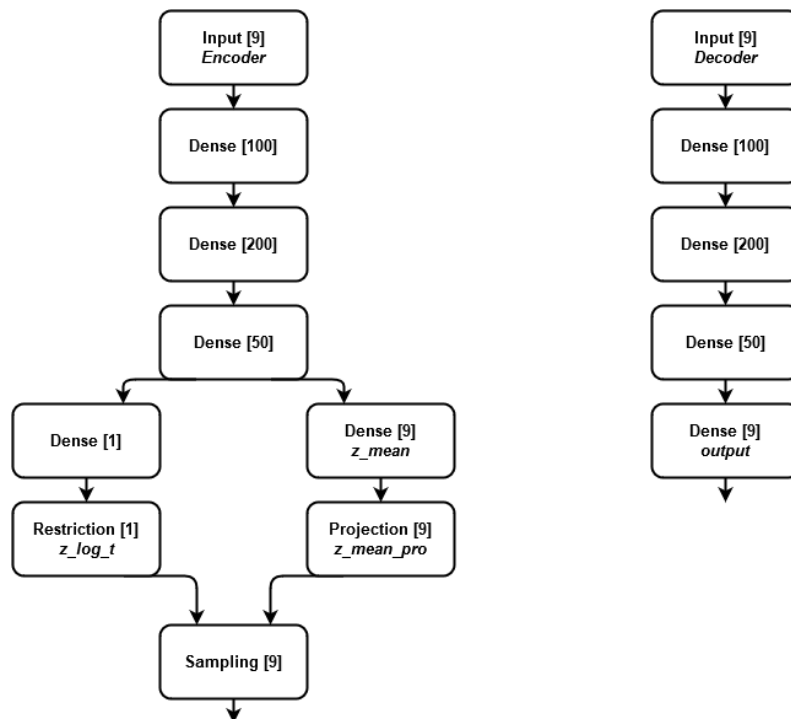 Input [9]
Encoder
Dense [100]
Dense [200]
Dense [50]
Dense [1]
Dense [9]
z_mean
Restriction [1]
z_log_t
Projection [9]
z_mean_pro
Sampling [9]
Input [9]
Decoder
Dense [100]
Dense [200]
Dense [50]
Dense [9]
output